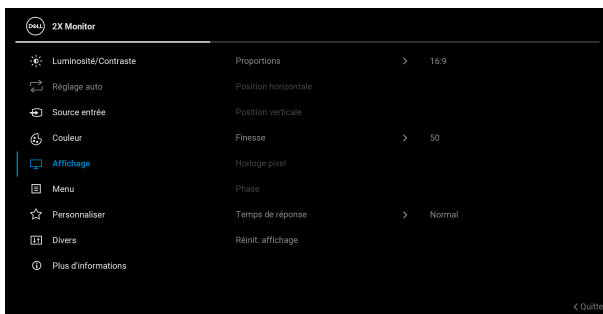 DELL 2X Monitor
Luminosité/Contraste Proportions > 16:9
Réglage auto Position horizontale
Source entrée Position verticale
Couleur Finesse > 50
Affichage Horloge pixel
Menu Phase
Personnaliser Temps de réponse > Normal
Divers Réinit. affichage
Plus d'informations
< Quitte